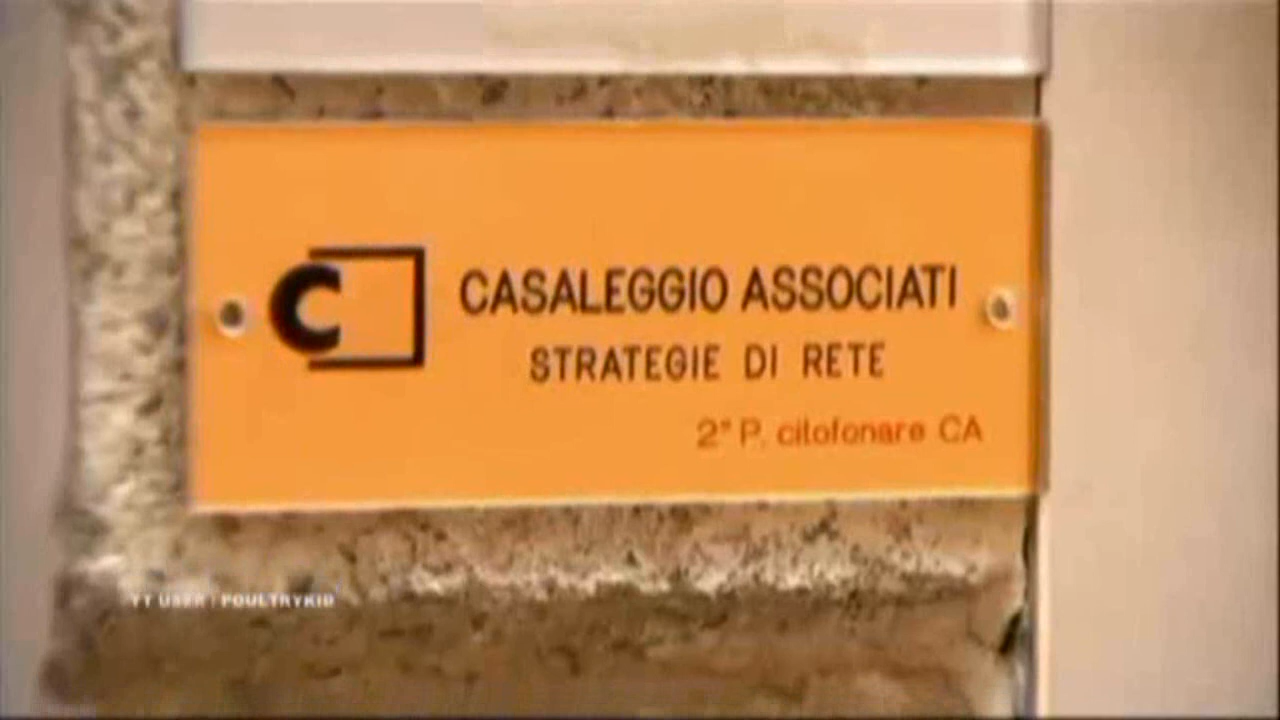 C
CASALEGGIO ASSOCIATI
STRATEGIE DI RETE
2° P. citofonare CA
YT USER | POULTRYKID